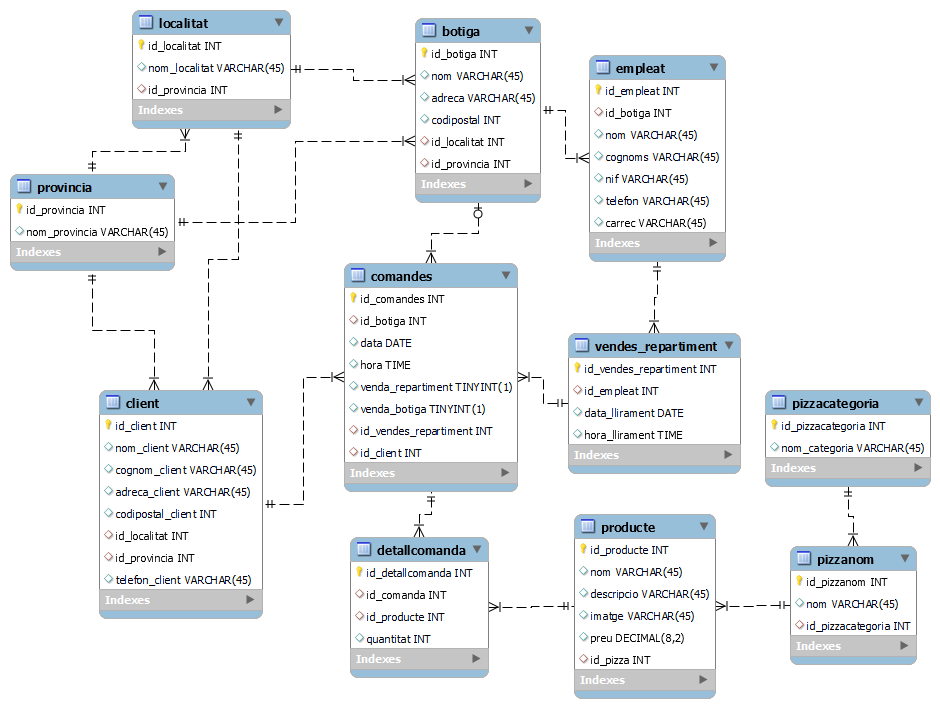 localitat
id_localitat INT
nom_localitat VARCHAR(45)
id_provincia INT
Indexes
botiga
id_botiga INT
nom VARCHAR(45)
adreca VARCHAR(45)
codipostal INT
id_localitat INT
id_provincia INT
Indexes
empleat
id_empleat INT
id_botiga INT
nom VARCHAR(45)
cognoms VARCHAR(45)
nif VARCHAR(45)
telefon VARCHAR(45)
carrec VARCHAR(45)
Indexes
provincia
id_provincia INT
nom_provincia VARCHAR(45)
Indexes
comandes
id_comandes INT
id_botiga INT
data DATE
hora TIME
venda_repartiment TINYINT(1)
venda_botiga TINYINT(1)
id_vendes_repartiment INT
id_client INT
Indexes
vendes_repartiment
id_vendes_repartiment INT
id_empleat INT
data_llirament DATE
hora_llirament TIME
Indexes
client
id_client INT
nom_client VARCHAR(45)
cognom_client VARCHAR(45)
adreca_client VARCHAR(45)
codipostal_client INT
id_localitat INT
id_provincia INT
telefon_client VARCHAR(45)
Indexes
pizzacategoria
id_pizzacategoria INT
nom_categoria VARCHAR(45)
Indexes
detallcomanda
id_detallcomanda INT
id_comanda INT
id_producte INT
quantitat INT
Indexes
producte
id_producte INT
nom VARCHAR(45)
descripcio VARCHAR(45)
imatge VARCHAR(45)
preu DECIMAL(8,2)
id_pizza INT
Indexes
pizzanom
id_pizzanom INT
nom VARCHAR(45)
id_pizzacategoria INT
Indexes